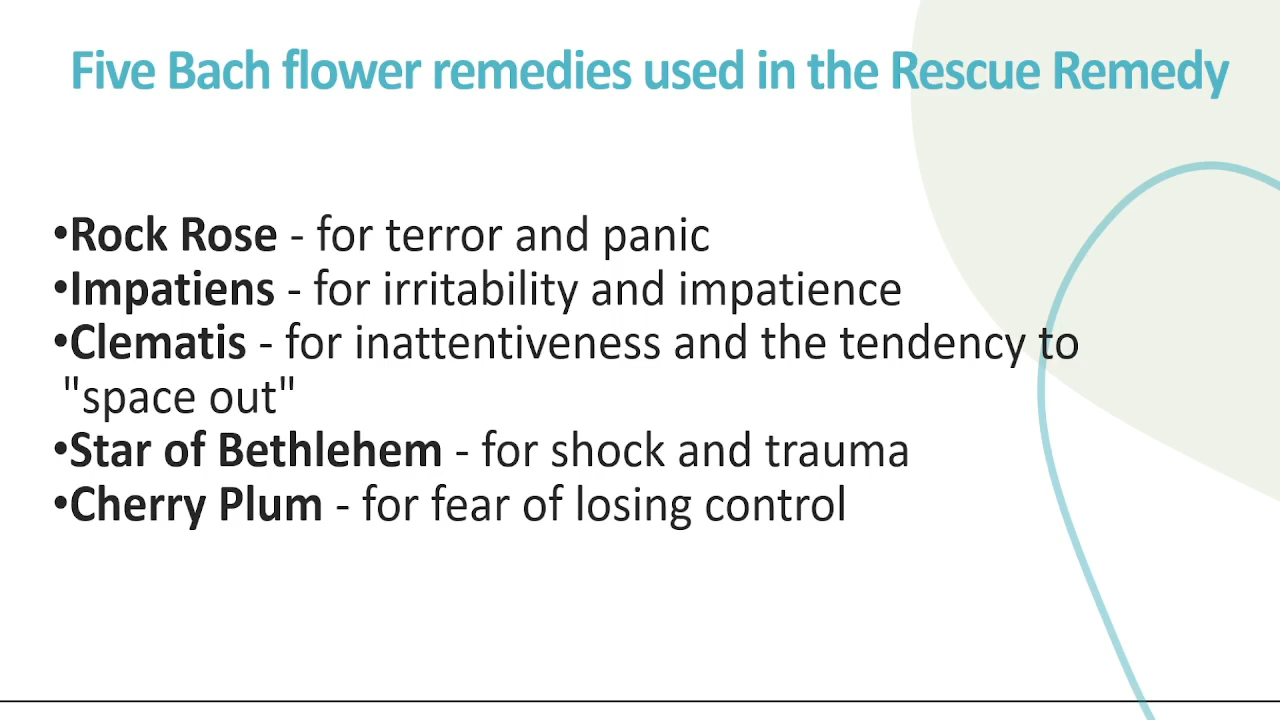 Five Bach flower remedies used in the Rescue Remedy
•Rock Rose - for terror and panic
•Impatiens - for irritability and impatience
•Clematis - for inattentiveness and the tendency to
"space out"
•Star of Bethlehem - for shock and trauma
•Cherry Plum - for fear of losing control